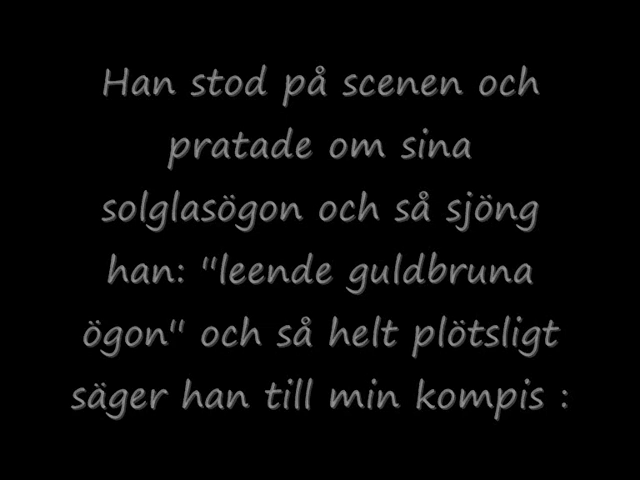 Han stod på scenen och
pratade om sina
solglasögon och så sjöng
han: "leende guldbruna
ögon" och så helt plötsligt
säger han till min kompis :